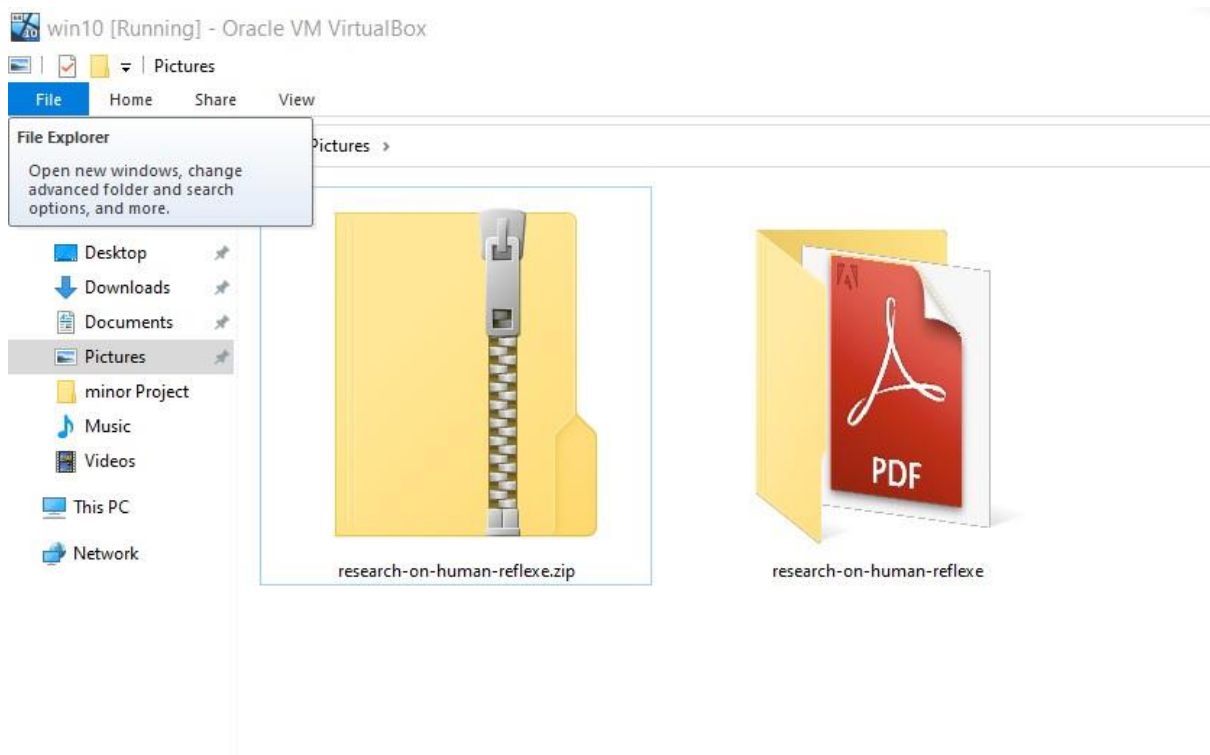 win10 [Running] - Oracle VM VirtualBox
Pictures
File Home Share View
File Explorer
Open new windows, change
advanced folder and search
options, and more.
Pictures >
Desktop
Downloads
Documents
Pictures
minor Project
Music
Videos
This PC
Network
PDF
research-on-human-reflexe.zip
research-on-human-reflexe